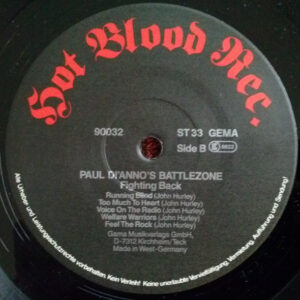 Hot Blood Rec.
90032
ST 33 GEMA
Side B
PAUL DI'ANNO'S BATTLEZONE
Fighting Back
Running Blind (John Hurley)
Too Much To Heart (John Hurley)
Voice On The Radio (John Hurley)
Welfare Warriors (John Hurley)
Feel The Rock (John Hurley)
Gama Musikverlags GmbH,
D-7312 Kirchheim/Teck
Made in West-Germany
Alle Urheber und Leistungsschutzrechte vorbehalten. Kein Verleih! Keine unerlaubte Vervielfältigung, Vermietung, Aufführung und Sendung!